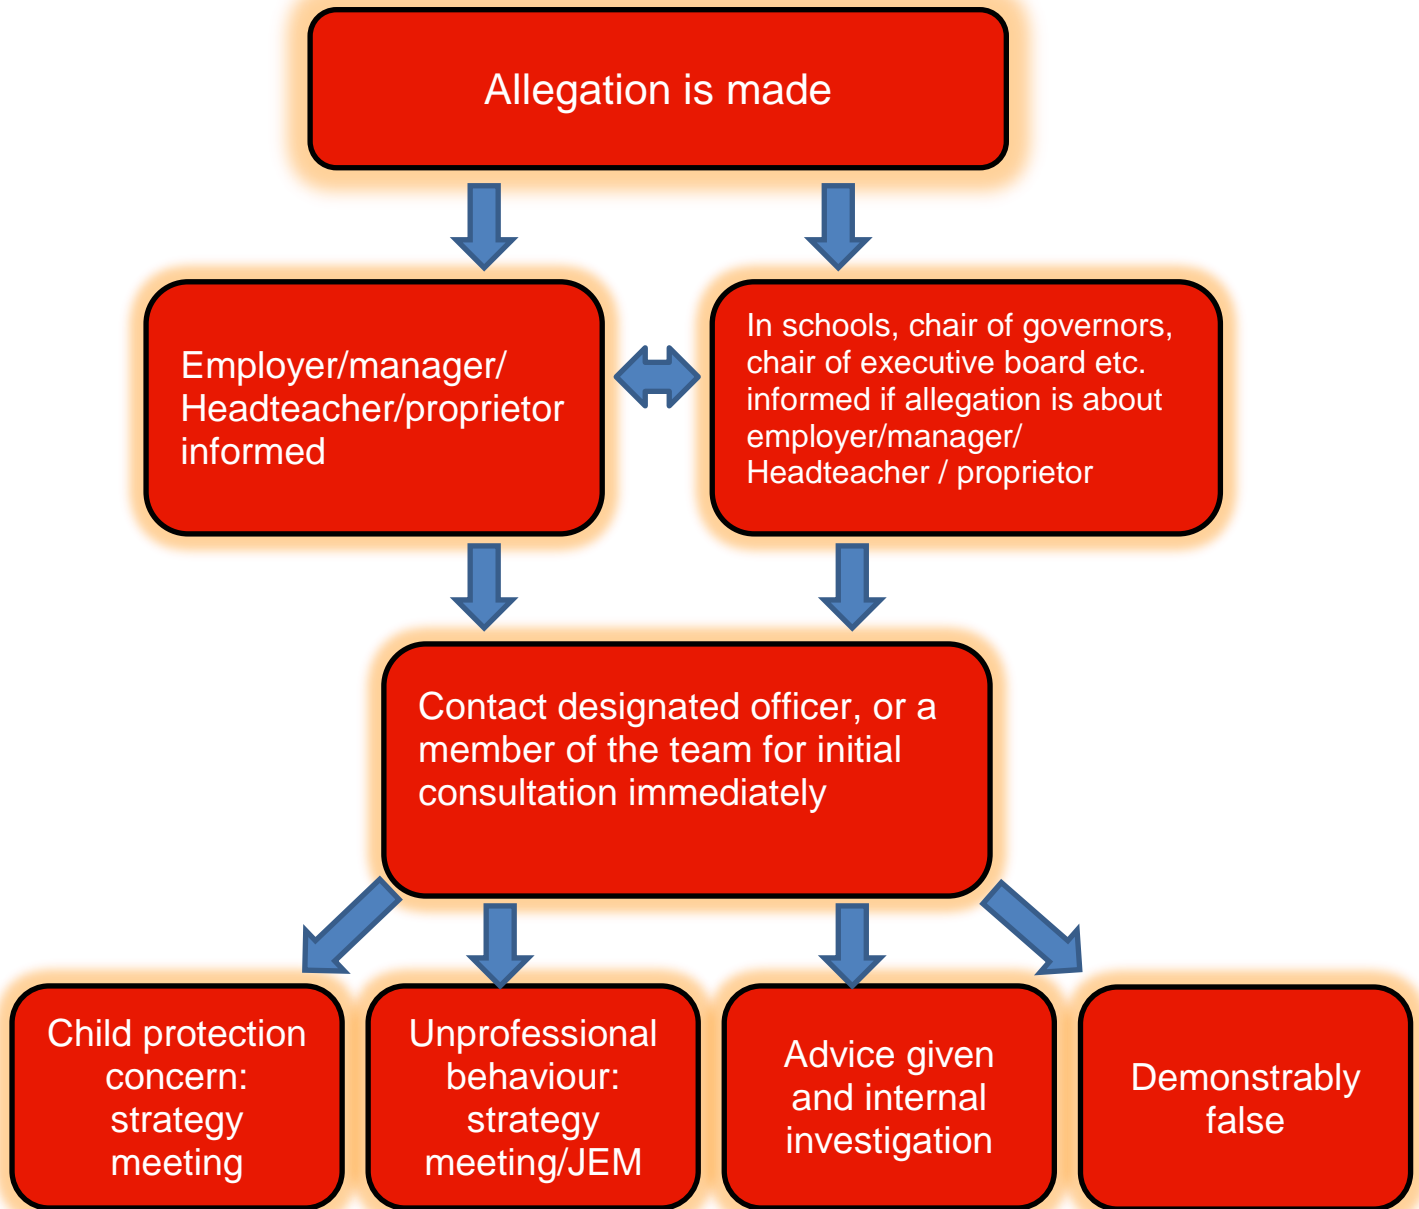 Allegation is made
Employer/manager/
Headteacher/proprietor
informed
In schools, chair of governors,
chair of executive board etc.
informed if allegation is about
employer/manager/
Headteacher / proprietor
Contact designated officer, or a
member of the team for initial
consultation immediately
Child protection
concern:
strategy
meeting
Unprofessional
behaviour:
strategy
meeting/JEM
Advice given
and internal
investigation
Demonstrably
false